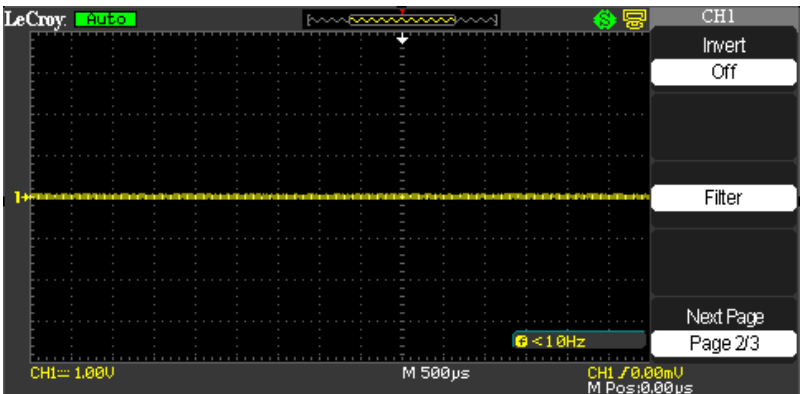 LeCroy Auto
CH1
Invert
Off
1
Filter
<10Hz
Next Page
Page 2/3
CH1 1.00V
M 500µs
CH1 0.00mV
M Pos:0.00µs